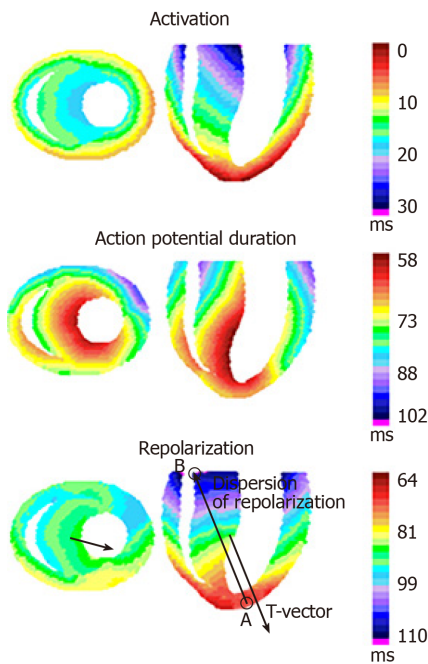 Activation
0
10
20
30
ms
Action potential duration
58
73
88
102
ms
Repolarization
B
Dispersion
of repolarization
A
T-vector
64
81
99
110
ms